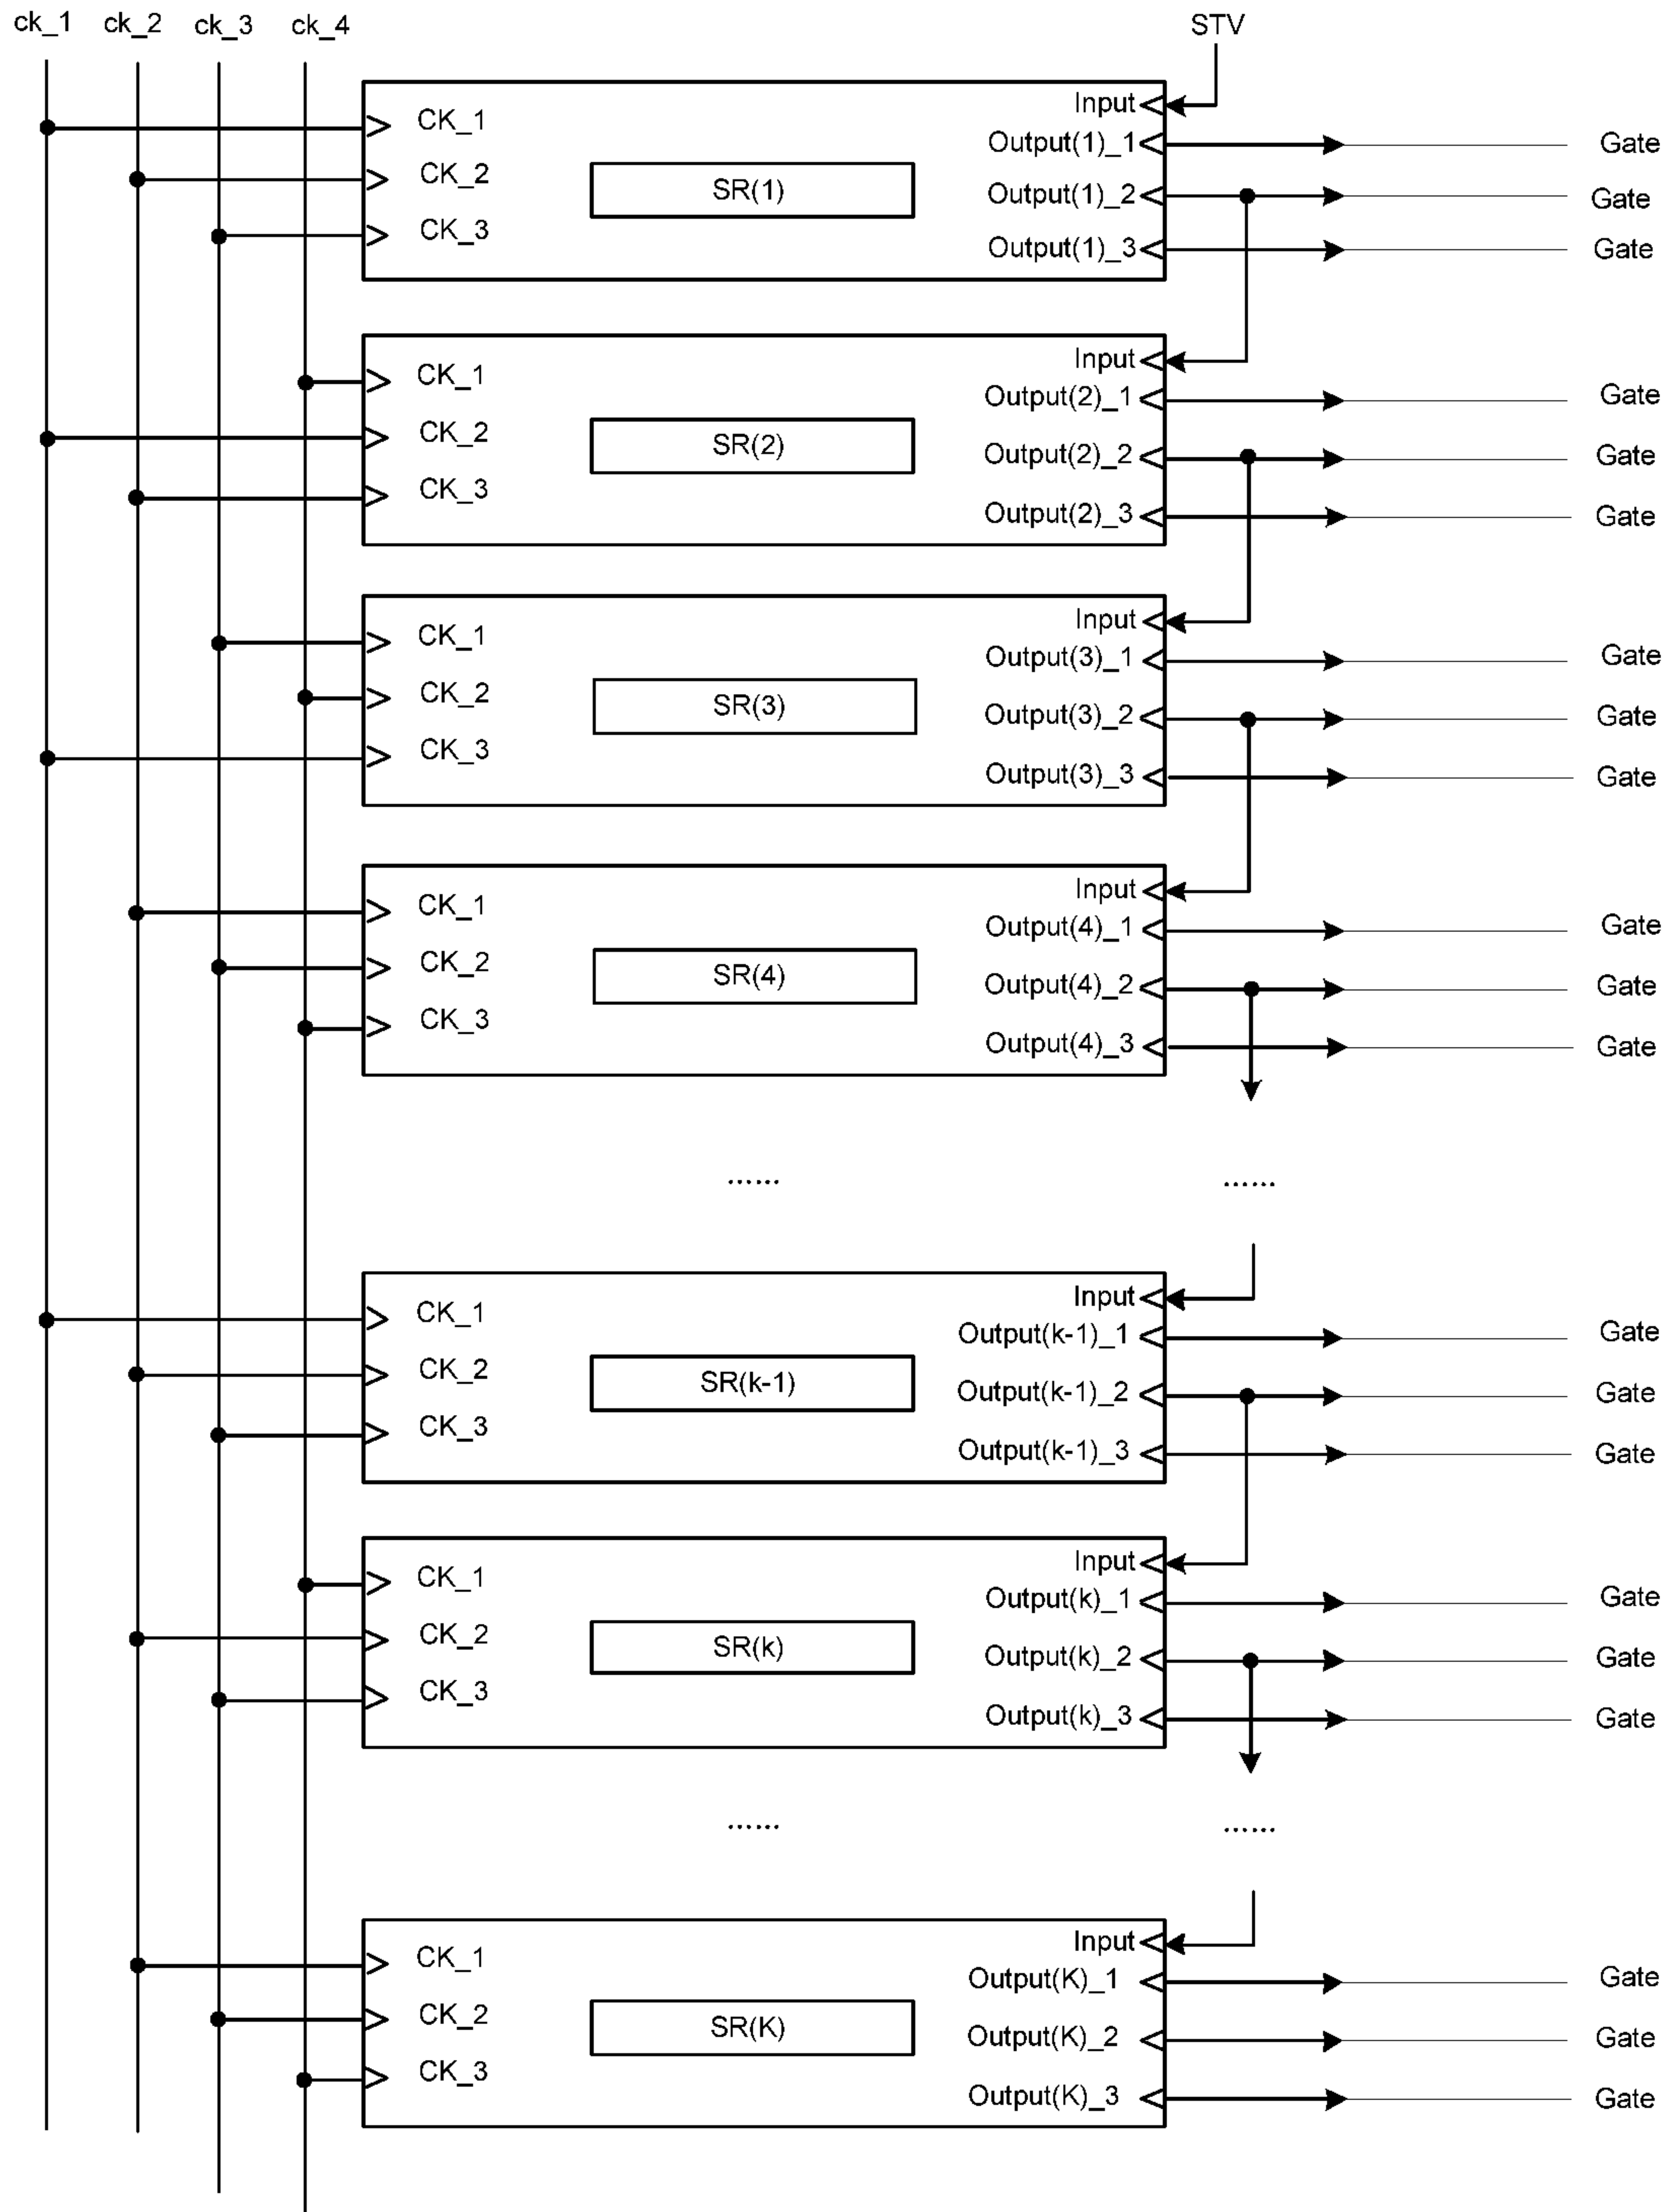 ck_1 ck_2 ck_3 ck_4 STV
CK_1
CK_2
CK_3
SR(1)
Input
Output(1)_1
Output(1)_2
Output(1)_3
Gate
Gate
Gate
CK_1
CK_2
CK_3
SR(2)
Input
Output(2)_1
Output(2)_2
Output(2)_3
Gate
Gate
Gate
CK_1
CK_2
CK_3
SR(3)
Input
Output(3)_1
Output(3)_2
Output(3)_3
Gate
Gate
Gate
CK_1
CK_2
CK_3
SR(4)
Input
Output(4)_1
Output(4)_2
Output(4)_3
Gate
Gate
Gate
...... ......
CK_1
CK_2
CK_3
SR(k-1)
Input
Output(k-1)_1
Output(k-1)_2
Output(k-1)_3
Gate
Gate
Gate
CK_1
CK_2
CK_3
SR(k)
Input
Output(k)_1
Output(k)_2
Output(k)_3
Gate
Gate
Gate
...... ......
CK_1
CK_2
CK_3
SR(K)
Input
Output(K)_1
Output(K)_2
Output(K)_3
Gate
Gate
Gate